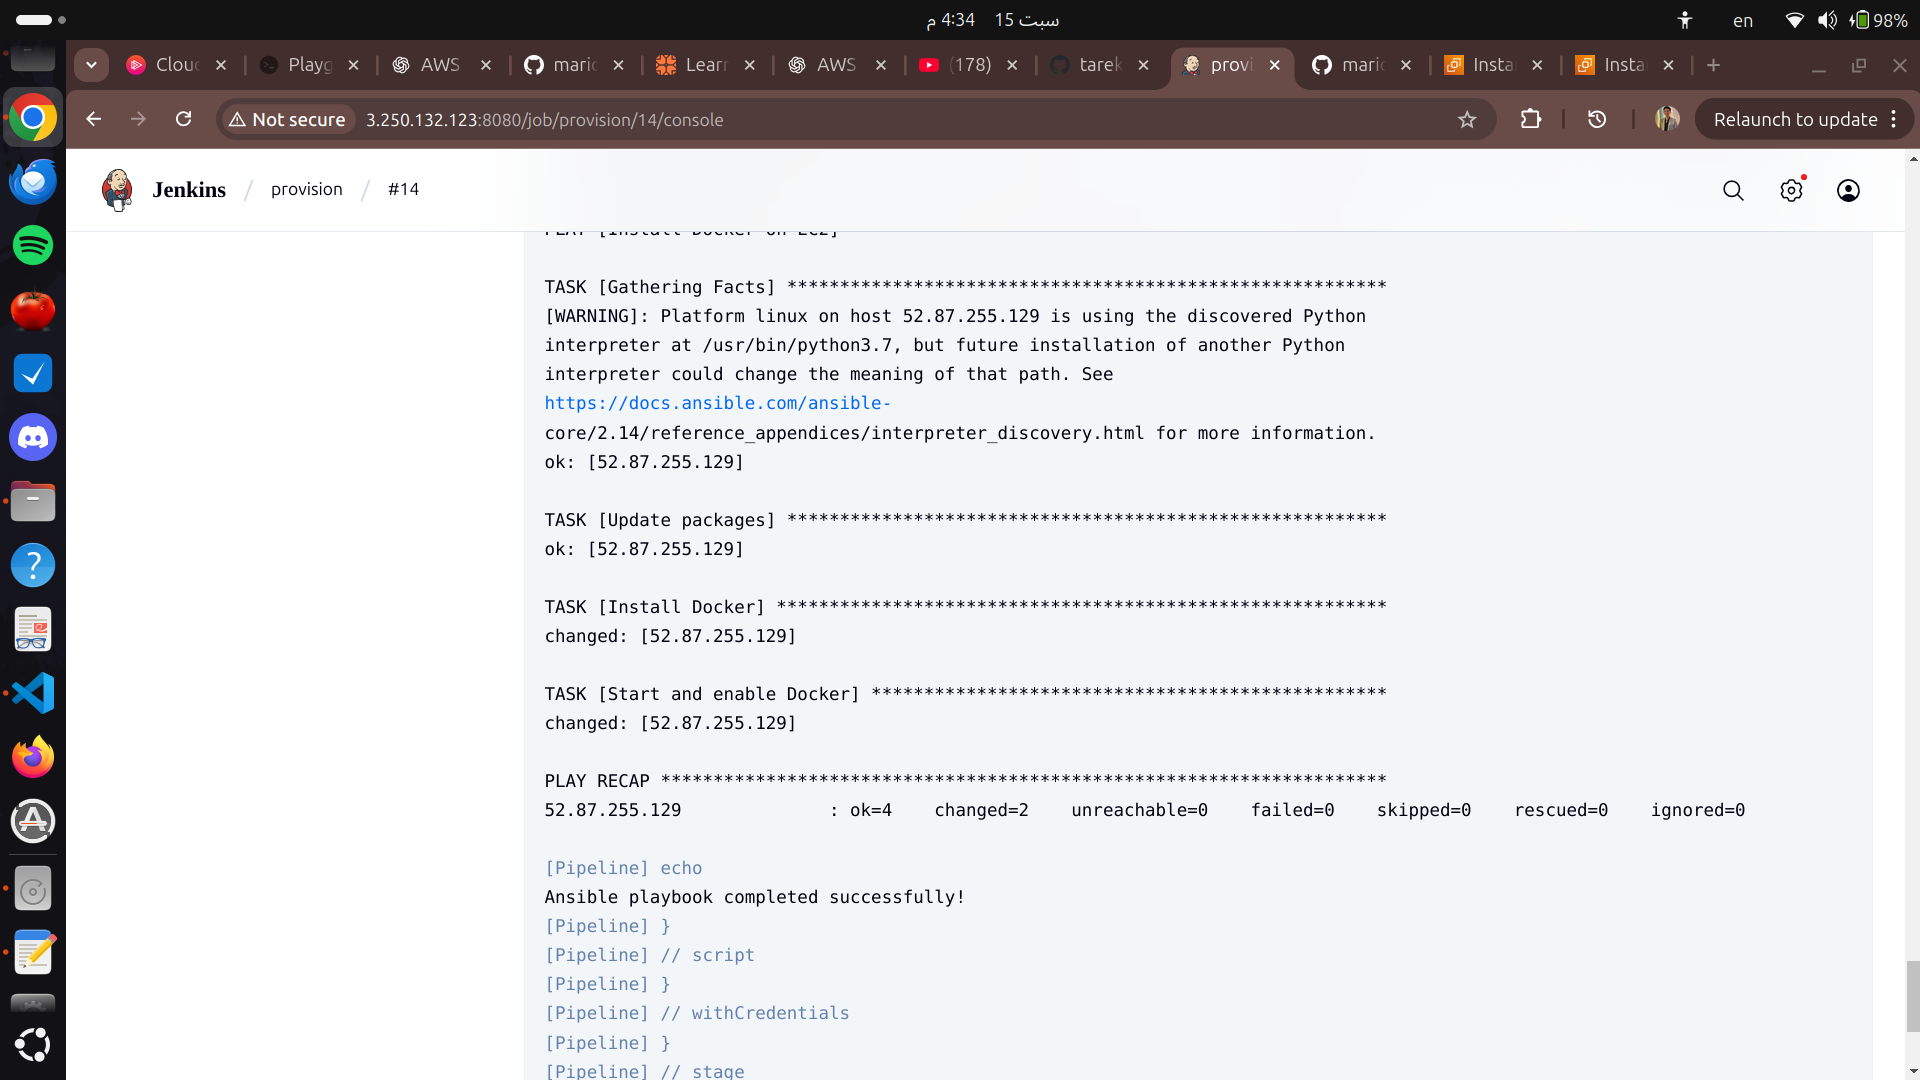 سبت 15 4:34 م
en
98%
Clou
Playg
AWS
maric
Learr
AWS
(178)
tarek
provi
maric
Insta
Insta
Not secure
3.250.132.123:8080/job/provision/14/console
Relaunch to update
Jenkins / provision / #14
PLAY [Install Docker on EC2]
TASK [Gathering Facts] *********************************************************
[WARNING]: Platform linux on host 52.87.255.129 is using the discovered Python
interpreter at /usr/bin/python3.7, but future installation of another Python
interpreter could change the meaning of that path. See
https://docs.ansible.com/ansible-
core/2.14/reference_appendices/interpreter_discovery.html for more information.
ok: [52.87.255.129]
TASK [Update packages] *********************************************************
ok: [52.87.255.129]
TASK [Install Docker] **********************************************************
changed: [52.87.255.129]
TASK [Start and enable Docker] *************************************************
changed: [52.87.255.129]
PLAY RECAP *********************************************************************
52.87.255.129 : ok=4 changed=2 unreachable=0 failed=0 skipped=0 rescued=0 ignored=0
[Pipeline] echo
Ansible playbook completed successfully!
[Pipeline] }
[Pipeline] // script
[Pipeline] }
[Pipeline] // withCredentials
[Pipeline] }
[Pipeline] // stage